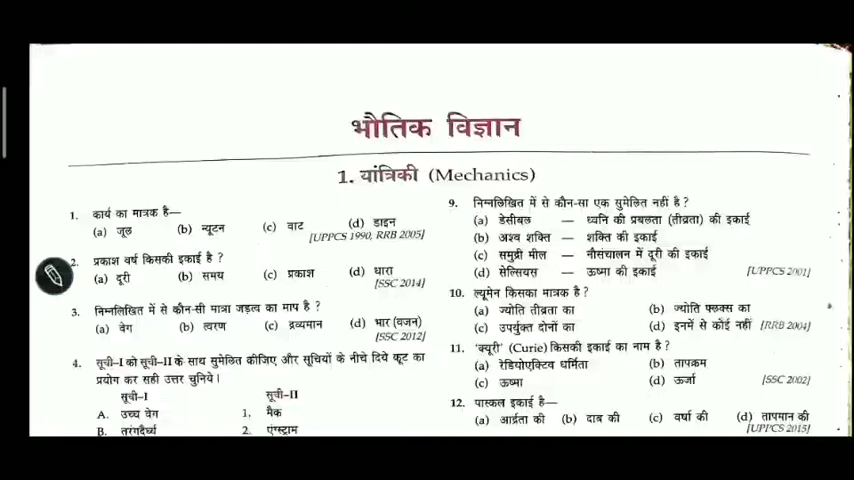 भौतिक विज्ञान
1. यांत्रिकी (Mechanics)
1. कार्य का मात्रक है—
(a) जूल (b) न्यूटन (c) वाट (d) डाइन
[UPPCS 1990, RRB 2005]
2. प्रकाश वर्ष किसकी इकाई है ?
(a) दूरी (b) समय (c) प्रकाश (d) धारा
[SSC 2014]
3. निम्नलिखित में से कौन-सी मात्रा जड़त्व का माप है ?
(a) वेग (b) त्वरण (c) द्रव्यमान (d) भार (वजन)
[SSC 2012]
4. सूची-I को सूची-II के साथ सुमेलित कीजिए और सूचियों के नीचे दिये कूट का
प्रयोग कर सही उत्तर चुनिये।
सूची-I सूची-II
A. उच्च वेग 1. मैक
B. तरंगदैर्घ्य 2. एंग्स्ट्राम
9. निम्नलिखित में से कौन-सा एक सुमेलित नहीं है ?
(a) डेसीबल — ध्वनि की प्रबलता (तीव्रता) की इकाई
(b) अश्व शक्ति — शक्ति की इकाई
(c) समुद्री मील — नौसंचालन में दूरी की इकाई
(d) सेल्सियस — ऊष्मा की इकाई [UPPCS 2001]
10. ल्यूमेन किसका मात्रक है ?
(a) ज्योति तीव्रता का (b) ज्योति फ्लक्स का
(c) उपर्युक्त दोनों का (d) इनमें से कोई नहीं [RRB 2004]
11. 'क्यूरी' (Curie) किसकी इकाई का नाम है ?
(a) रेडियोएक्टिव धर्मिता (b) तापक्रम
(c) ऊष्मा (d) ऊर्जा [SSC 2002]
12. पास्कल इकाई है—
(a) आर्द्रता की (b) दाब की (c) वर्षा की (d) तापमान की
[UPPCS 2015]